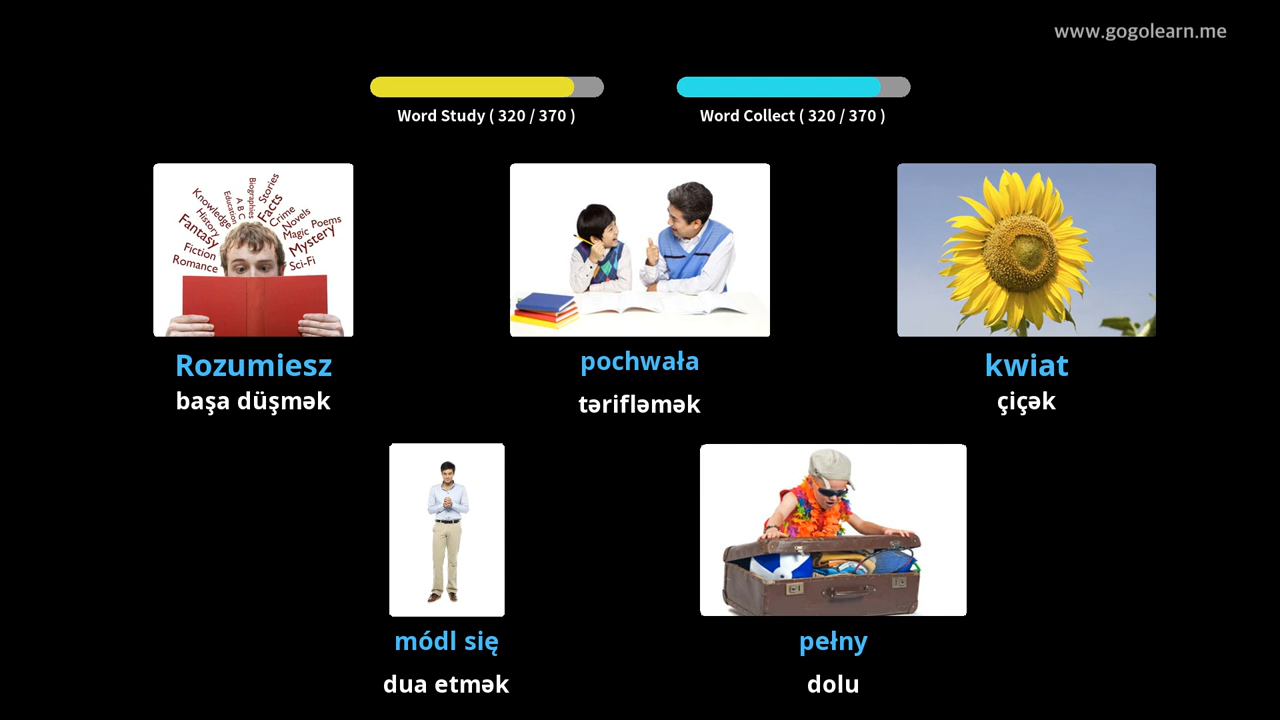 www.gogolearn.me
Word Study ( 320 / 370 )
Word Collect ( 320 / 370 )
Stories
Biographies
A B C
Education
Knowledge
History
Fantasy
Fiction
Romance
Facts
Crime
Novels
Magic
Poems
Mystery
Sci-Fi
Rozumiesz
başa düşmək
pochwała
tərifləmək
kwiat
çiçək
módl się
dua etmək
pełny
dolu